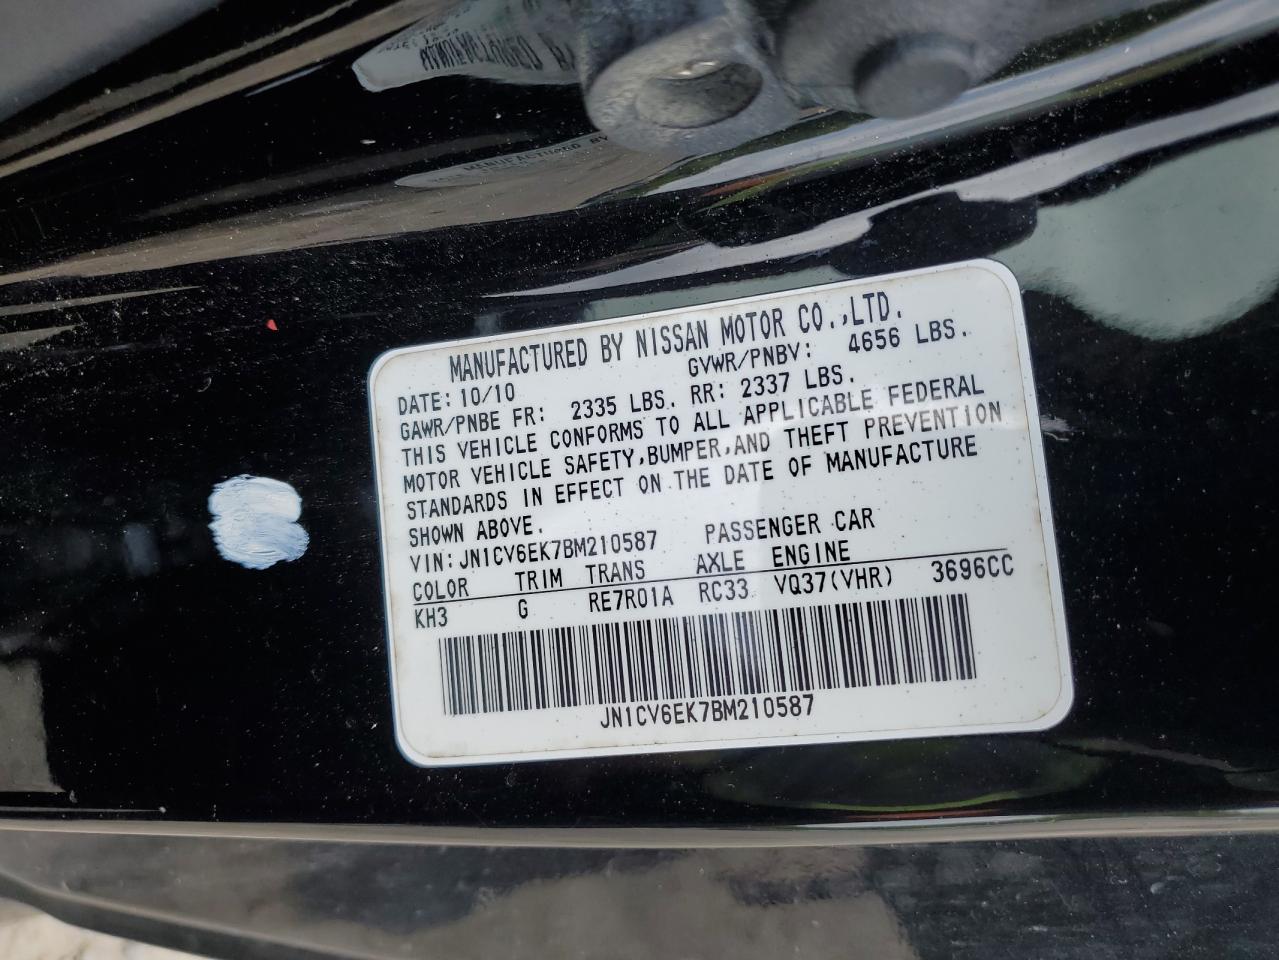 MANUFACTURED BY NISSAN MOTOR CO.,LTD.
DATE: 10/10 GVWR/PNBV: 4656 LBS.
GAWR/PNBE FR: 2335 LBS. RR: 2337 LBS.
THIS VEHICLE CONFORMS TO ALL APPLICABLE FEDERAL
MOTOR VEHICLE SAFETY,BUMPER,AND THEFT PREVENTION
STANDARDS IN EFFECT ON THE DATE OF MANUFACTURE
SHOWN ABOVE.
VIN:JN1CV6EK7BM210587 PASSENGER CAR
COLOR TRIM TRANS AXLE ENGINE
KH3 G RE7R01A RC33 VQ37(VHR) 3696CC
JN1CV6EK7BM210587
MANUFACTURED BY